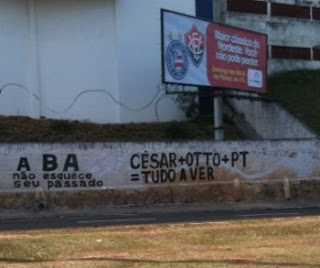 Maior clássico do
Nordeste. Você
não pode perder.
A BA
não esquece
seu passado
CÉSAR+OTTO+PT
= TUDO A VER